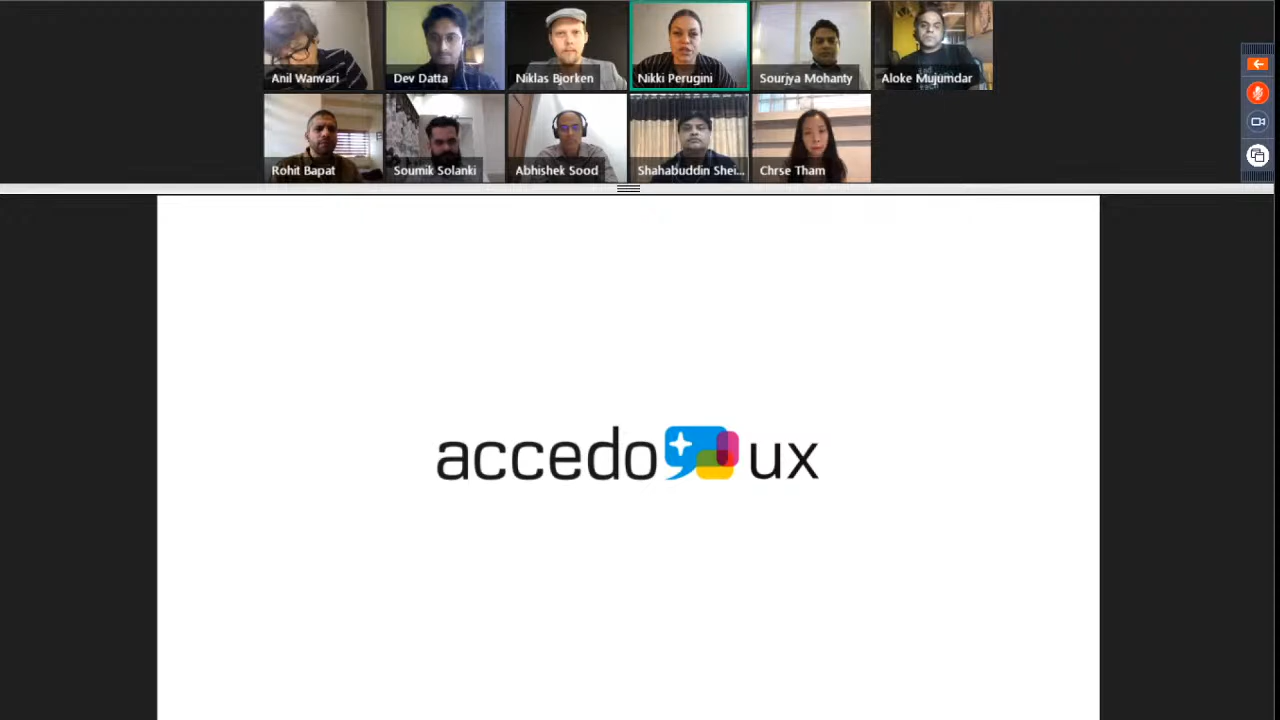 Anil Wanvari
Dev Datta
Niklas Bjorken
Nikki Perugini
Sourjya Mohanty
Aloke Mujumdar
Rohit Bapat
Soumik Solanki
Abhishek Sood
Shahabuddin Shei...
Chrse Tham
accedo ux